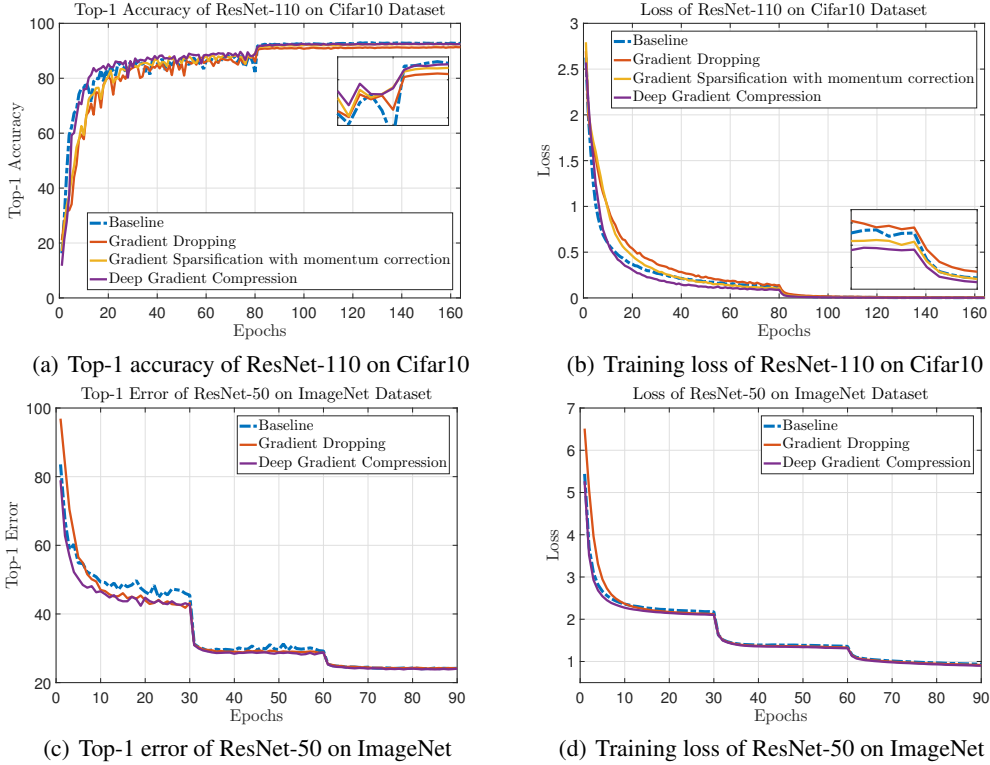 Top-1 Accuracy of ResNet-110 on Cifar10 Dataset
100
80
60
40
20
0
Top-1 Accuracy
Baseline
Gradient Dropping
Gradient Sparsification with momentum correction
Deep Gradient Compression
0 20 40 60 80 100 120 140 160
Epochs
(a) Top-1 accuracy of ResNet-110 on Cifar10
Loss of ResNet-110 on Cifar10 Dataset
3
2.5
2
1.5
1
0.5
0
Loss
Baseline
Gradient Dropping
Gradient Sparsification with momentum correction
Deep Gradient Compression
0 20 40 60 80 100 120 140 160
Epochs
(b) Training loss of ResNet-110 on Cifar10
Top-1 Error of ResNet-50 on ImageNet Dataset
100
80
60
40
20
Top-1 Error
Baseline
Gradient Dropping
Deep Gradient Compression
0 10 20 30 40 50 60 70 80 90
Epochs
(c) Top-1 error of ResNet-50 on ImageNet
Loss of ResNet-50 on ImageNet Dataset
7
6
5
4
3
2
1
Loss
Baseline
Gradient Dropping
Deep Gradient Compression
0 10 20 30 40 50 60 70 80 90
Epochs
(d) Training loss of ResNet-50 on ImageNet